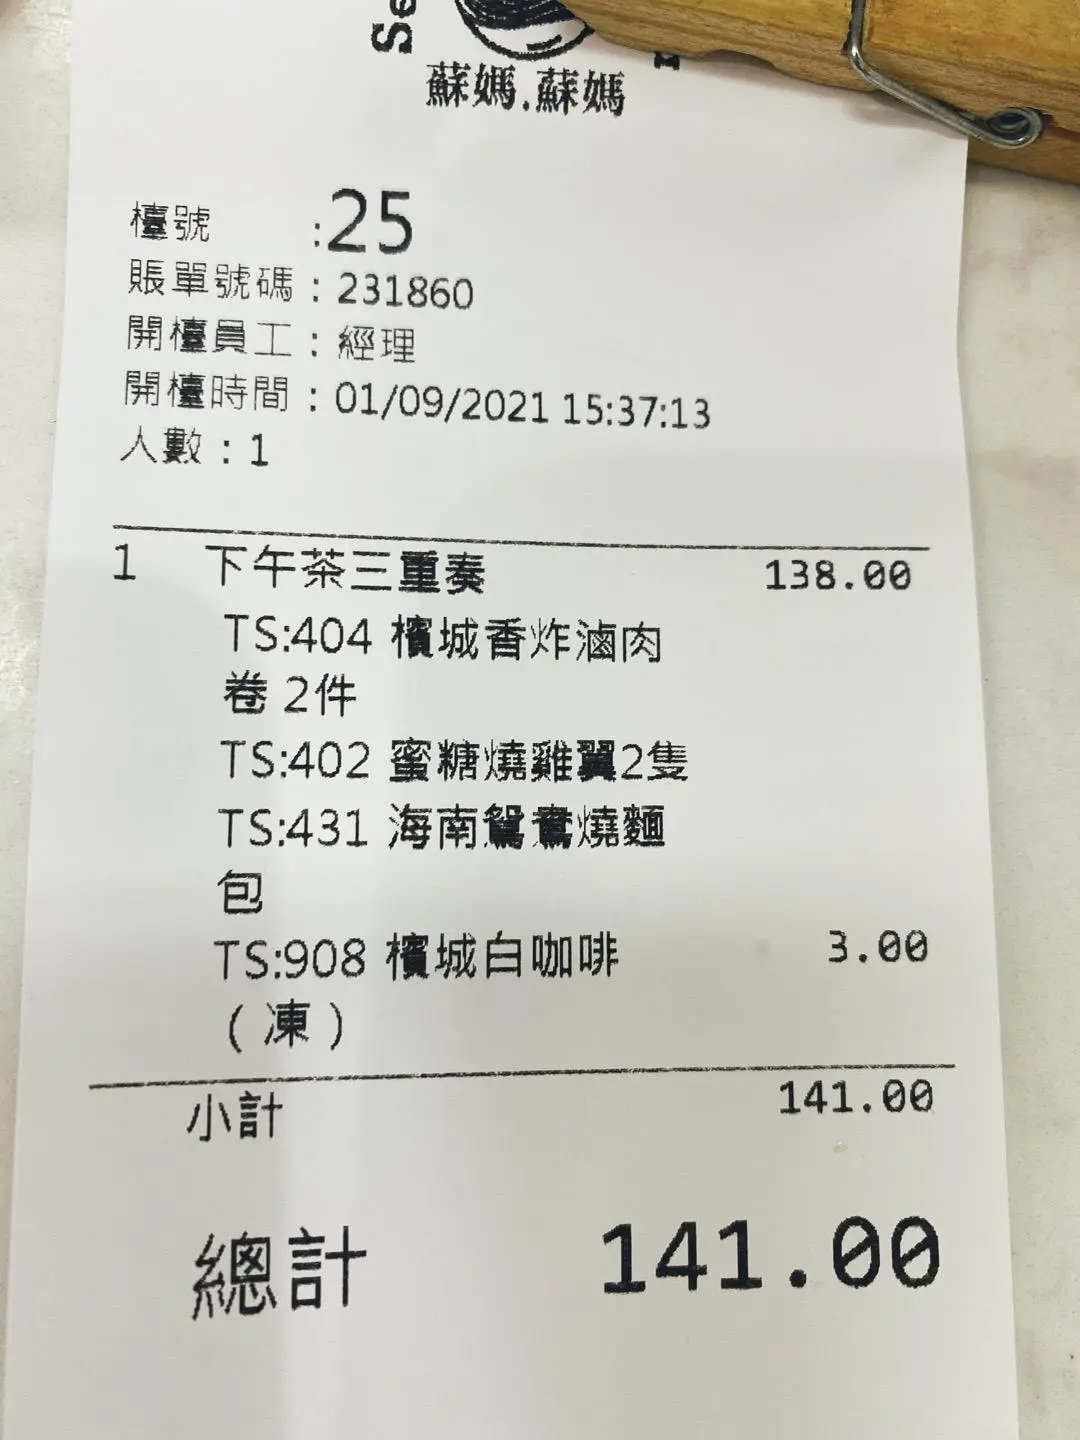 Se
蘇媽.蘇媽
檯號 :25
賬單號碼：231860
開檯員工：經理
開檯時間：01/09/2021 15:37:13
人數：1
1 下午茶三重奏 138.00
TS:404 檳城香炸滷肉
卷 2件
TS:402 蜜糖燒雞翼2隻
TS:431 海南鴛鴦燒麵
包
TS:908 檳城白咖啡 3.00
（凍）
小計 141.00
總計 141.00